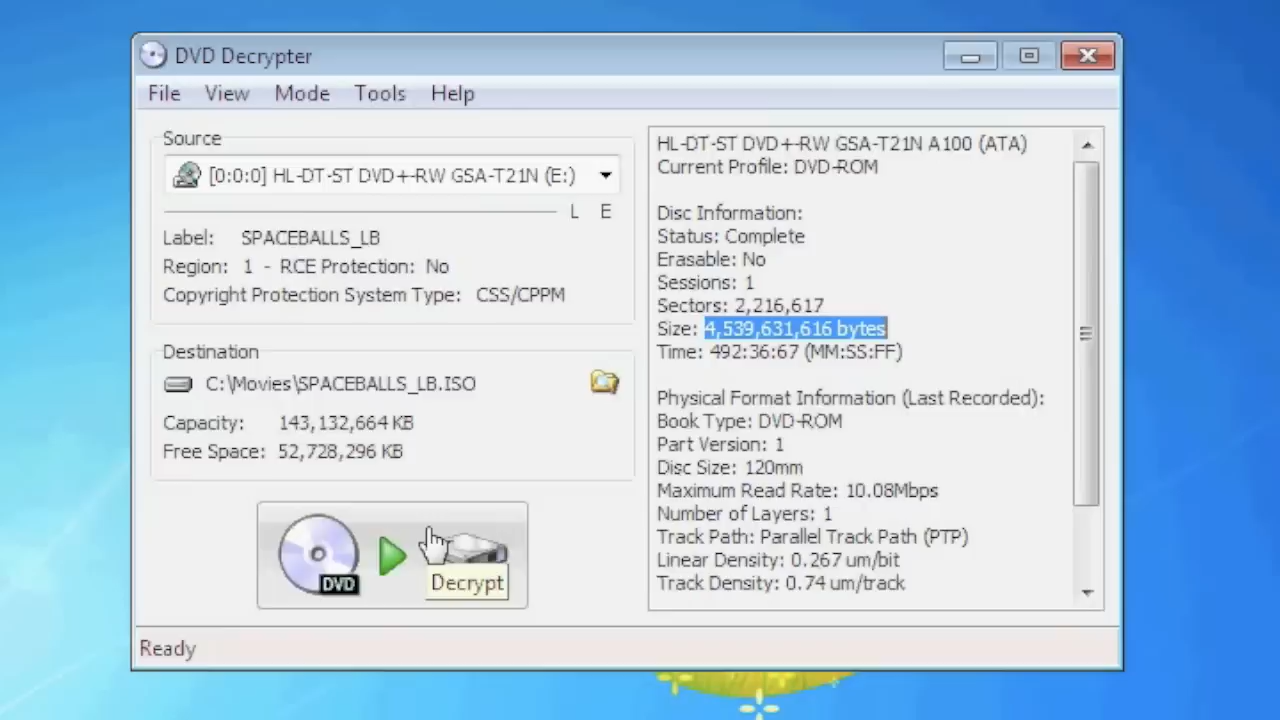 DVD Decrypter
File View Mode Tools Help
Source
[0:0:0] HL-DT-ST DVD+-RW GSA-T21N (E:)
L E
Label: SPACEBALLS_LB
Region: 1 - RCE Protection: No
Copyright Protection System Type: CSS/CPPM
Destination
C:\Movies\SPACEBALLS_LB.ISO
Capacity: 143,132,664 KB
Free Space: 52,728,296 KB
DVD
Decrypt
HL-DT-ST DVD+-RW GSA-T21N A100 (ATA)
Current Profile: DVD-ROM
Disc Information:
Status: Complete
Erasable: No
Sessions: 1
Sectors: 2,216,617
Size: 4,539,631,616 bytes
Time: 492:36:67 (MM:SS:FF)
Physical Format Information (Last Recorded):
Book Type: DVD-ROM
Part Version: 1
Disc Size: 120mm
Maximum Read Rate: 10.08Mbps
Number of Layers: 1
Track Path: Parallel Track Path (PTP)
Linear Density: 0.267 um/bit
Track Density: 0.74 um/track
Ready